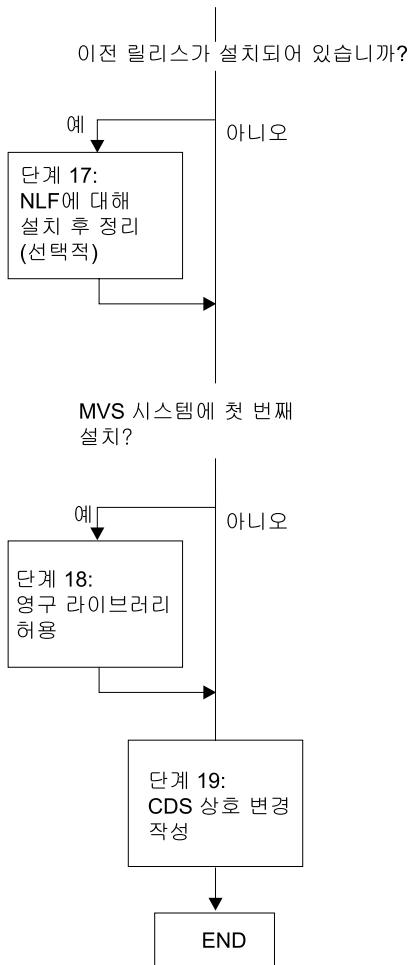 이전 릴리스가 설치되어 있습니까?
예
아니오
단계 17:
NLF에 대해
설치 후 정리
(선택적)
MVS 시스템에 첫 번째
설치?
예
아니오
단계 18:
영구 라이브러리
허용
단계 19:
CDS 상호 변경
작성
END